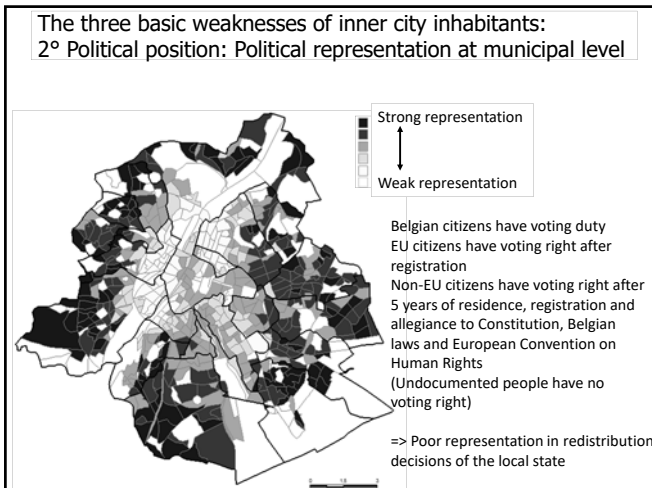 The three basic weaknesses of inner city inhabitants:
2° Political position: Political representation at municipal level
Strong representation
Weak representation
Belgian citizens have voting duty
EU citizens have voting right after
registration
Non-EU citizens have voting right after
5 years of residence, registration and
allegiance to Constitution, Belgian
laws and European Convention on
Human Rights
(Undocumented people have no
voting right)
=> Poor representation in redistribution
decisions of the local state